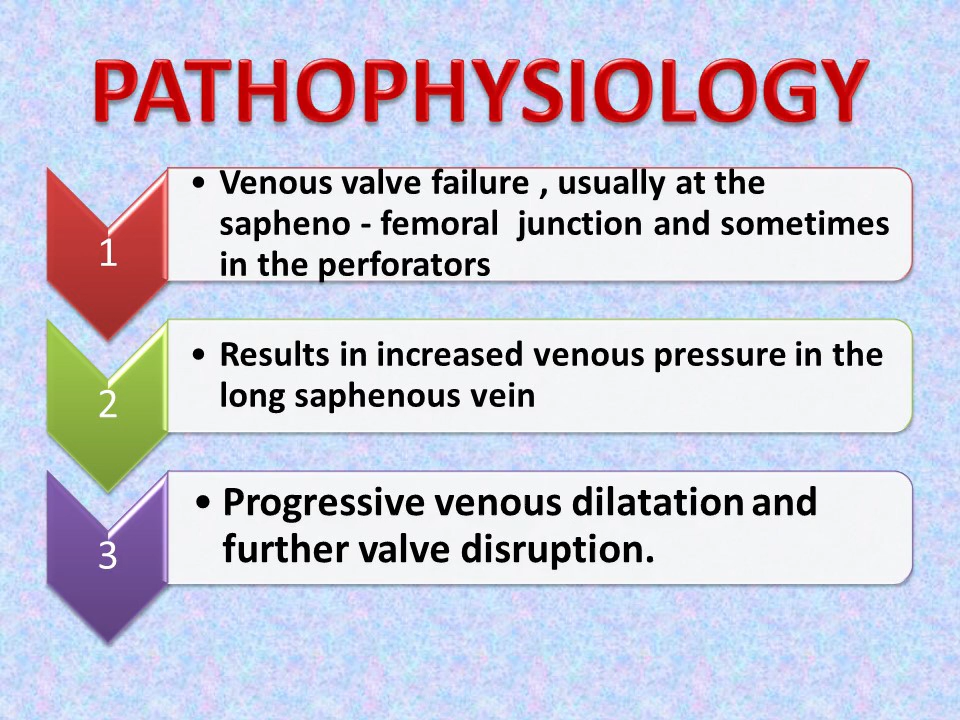 PATHOPHYSIOLOGY
1
• Venous valve failure , usually at the
sapheno - femoral junction and sometimes
in the perforators
2
• Results in increased venous pressure in the
long saphenous vein
3
• Progressive venous dilatation and
further valve disruption.